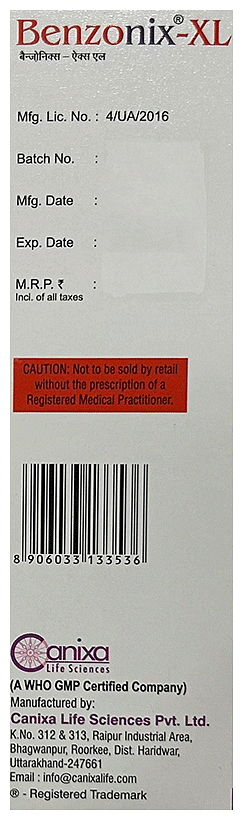 Benzonix®-XL
बैन्ज़ोनिक्स – ऐक्स एल
Mfg. Lic. No. : 4/UA/2016
Batch No. :
Mfg. Date :
Exp. Date :
M.R.P. ₹ :
Incl. of all taxes
CAUTION: Not to be sold by retail
without the prescription of a
Registered Medical Practitioner.
8 906033 133536
Canixa
Life Sciences
(A WHO GMP Certified Company)
Manufactured by:
Canixa Life Sciences Pvt. Ltd.
K.No. 312 & 313, Raipur Industrial Area,
Bhagwanpur, Roorkee, Dist. Haridwar,
Uttarakhand-247661
Email : info@canixalife.com
® - Registered Trademark